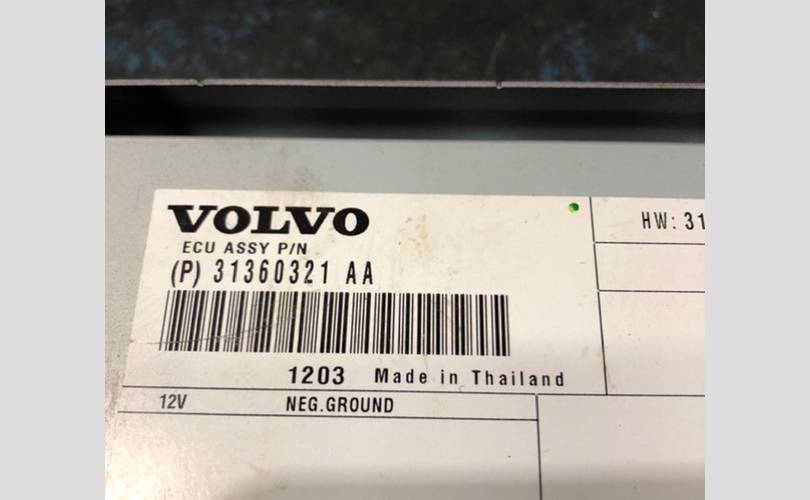 VOLVO
ECU ASSY P/N
(P) 31360321 AA
1203 Made in Thailand
12V NEG.GROUND
HW: 31